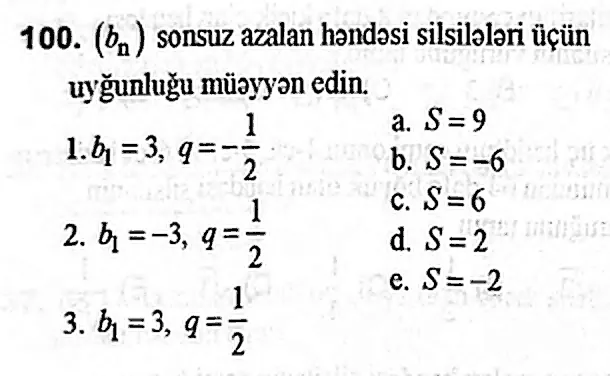 100. (bₙ) sonsuz azalan həndəsi silsilələri üçün
uyğunluğu müəyyən edin.
1. b₁ = 3, q = -1/2
2. b₁ = -3, q = 1/2
3. b₁ = 3, q = 1/2
a. S = 9
b. S = -6
c. S = 6
d. S = 2
e. S = -2